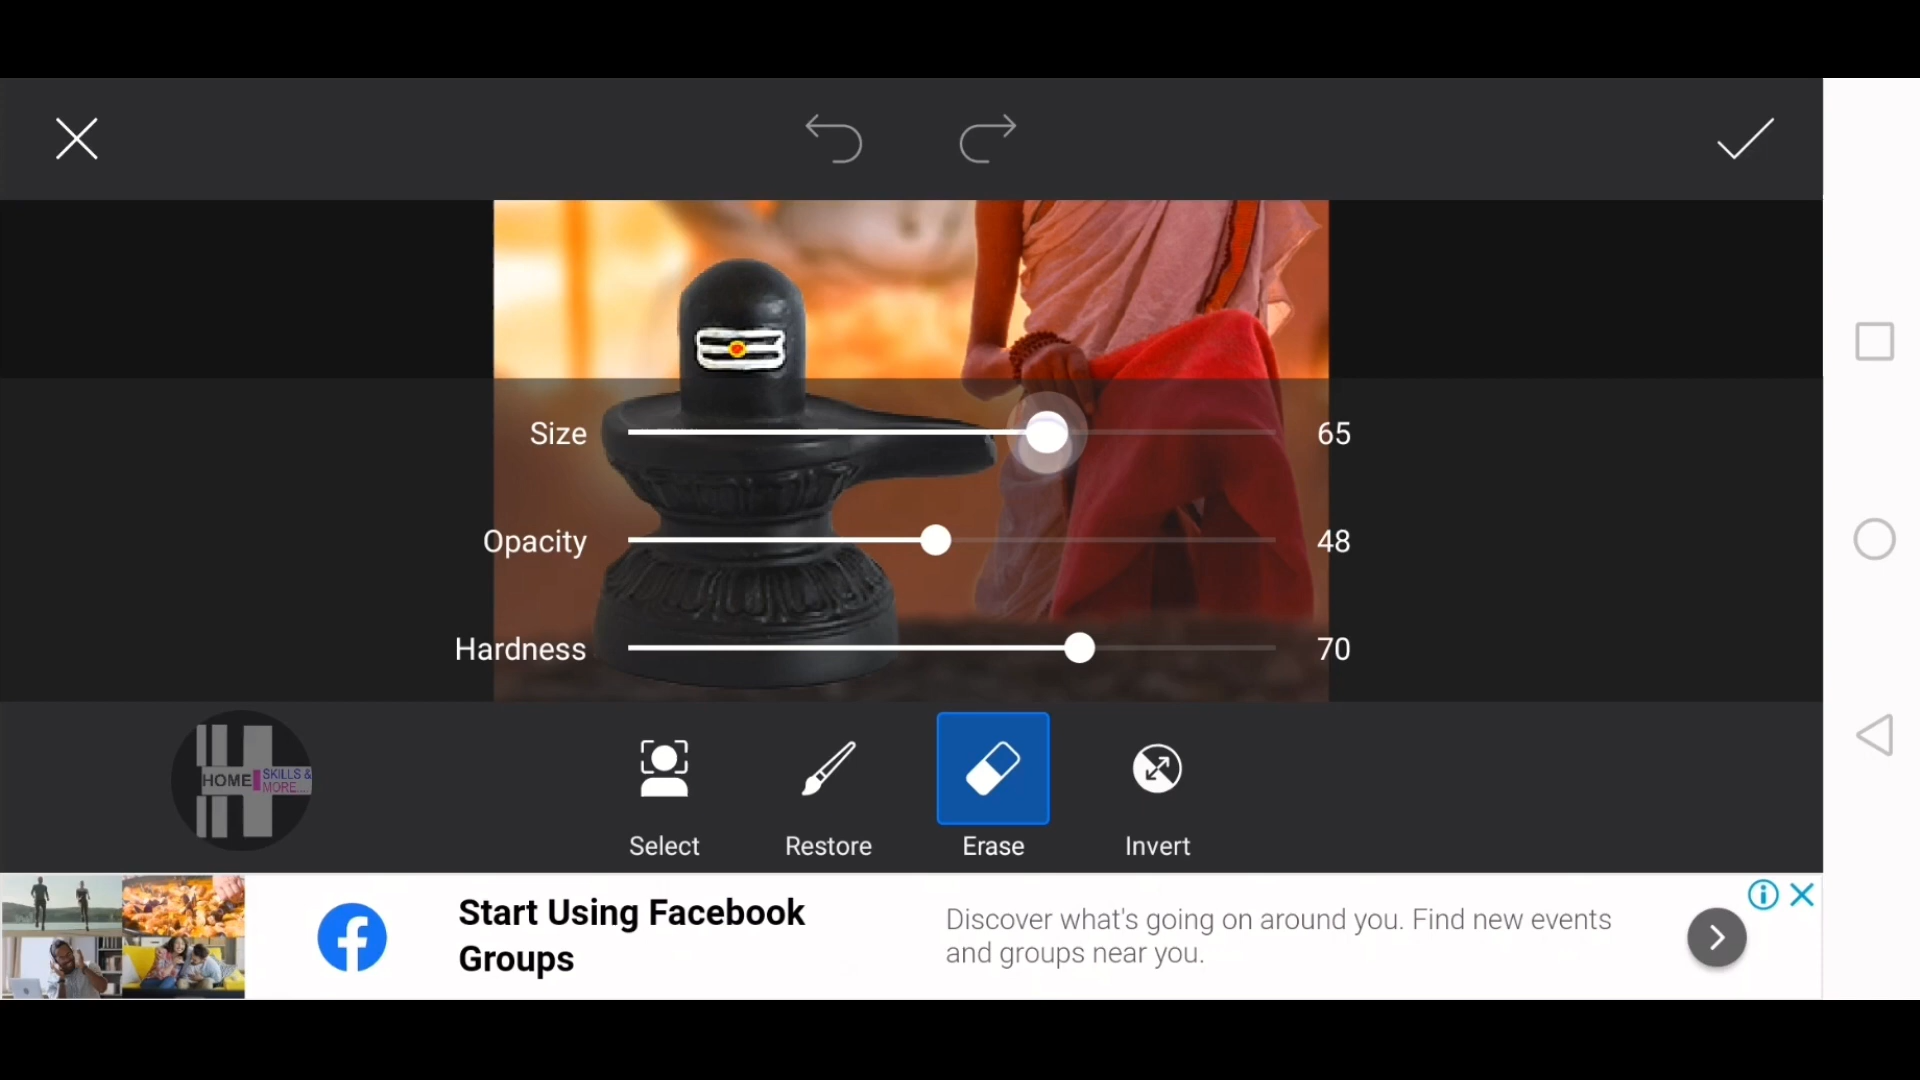 Size 65
Opacity 48
Hardness 70
HOME SKILLS &
MORE....
Select Restore Erase Invert
Start Using Facebook
Groups
Discover what's going on around you. Find new events
and groups near you.